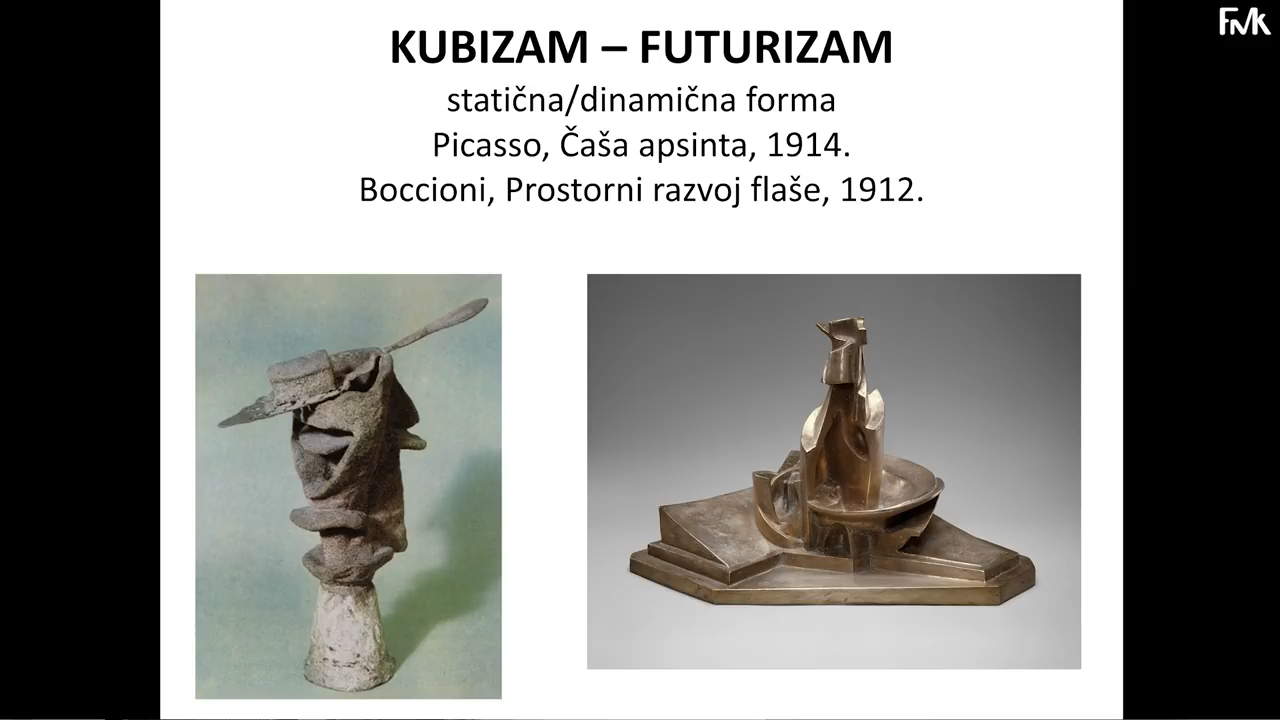 FMk
KUBIZAM – FUTURIZAM
statična/dinamična forma
Picasso, Čaša apsinta, 1914.
Boccioni, Prostorni razvoj flaše, 1912.